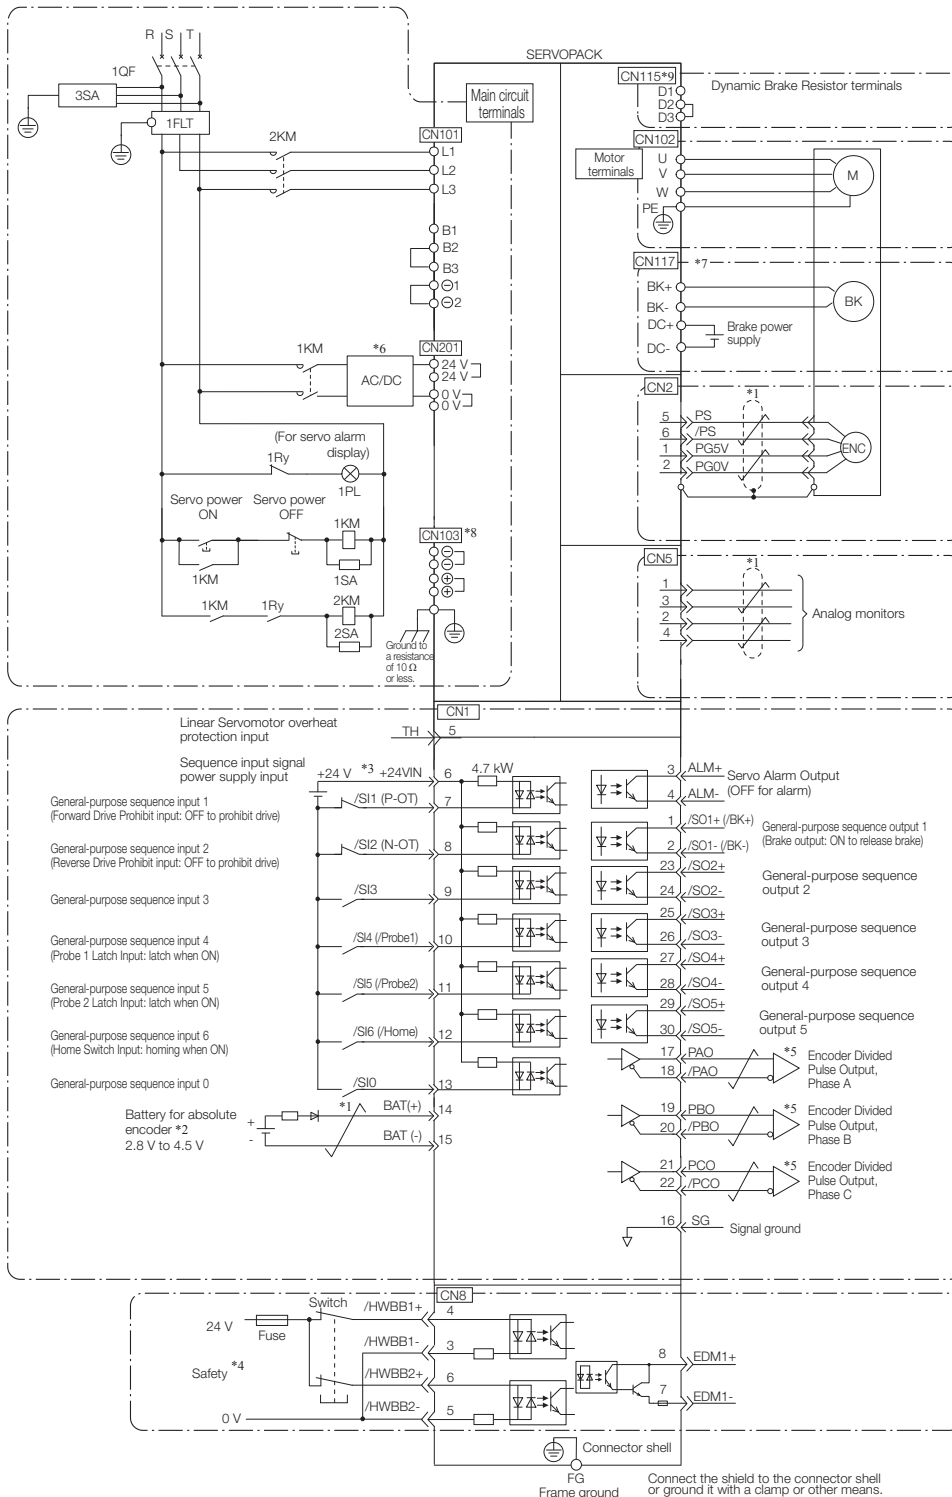 R S T
1QF
3SA
1FLT
2KM
SERVOPACK
Main circuit
terminals
CN101
L1
L2
L3
B1
B2
B3
⊖1
⊖2
1KM
*6
AC/DC
CN201
24 V
24 V
0 V
0 V
(For servo alarm
display)
1Ry
1PL
Servo power
ON
Servo power
OFF
1KM
1KM
1SA
1KM
1Ry
2KM
2SA
CN103 *8
⊖
⊖
⊕
⊕
Ground to
a resistance
of 10 Ω
or less.
CN115*9
D1
D2
D3
Dynamic Brake Resistor terminals
CN102
Motor
terminals
U
V
W
PE
M
CN117 *7
BK+
BK-
BK
DC+
DC-
Brake power
supply
CN2
*1
5 PS
6 /PS
1 PG5V
2 PG0V
ENC
CN5
*1
1
3
2
4
Analog monitors
CN1
Linear Servomotor overheat
protection input
TH 5
Sequence input signal
power supply input
+24 V *3 +24VIN 6 4.7 kW
General-purpose sequence input 1
(Forward Drive Prohibit input: OFF to prohibit drive)
/SI1 (P-OT) 7
General-purpose sequence input 2
(Reverse Drive Prohibit input: OFF to prohibit drive)
/SI2 (N-OT) 8
General-purpose sequence input 3
/SI3 9
General-purpose sequence input 4
(Probe 1 Latch Input: latch when ON)
/SI4 (/Probe1) 10
General-purpose sequence input 5
(Probe 2 Latch Input: latch when ON)
/SI5 (/Probe2) 11
General-purpose sequence input 6
(Home Switch Input: homing when ON)
/SI6 (/Home) 12
General-purpose sequence input 0
/SI0 13
Battery for absolute
encoder *2
2.8 V to 4.5 V
+
-
*1
BAT(+) 14
BAT (-) 15
3 ALM+
4 ALM-
Servo Alarm Output
(OFF for alarm)
1 /SO1+ (/BK+)
2 /SO1- (/BK-)
General-purpose sequence output 1
(Brake output: ON to release brake)
23 /SO2+
24 /SO2-
General-purpose sequence
output 2
25 /SO3+
26 /SO3-
General-purpose sequence
output 3
27 /SO4+
28 /SO4-
General-purpose sequence
output 4
29 /SO5+
30 /SO5-
General-purpose sequence
output 5
17 PAO
18 /PAO
*5
Encoder Divided
Pulse Output,
Phase A
19 PBO
20 /PBO
*5
Encoder Divided
Pulse Output,
Phase B
21 PCO
22 /PCO
*5
Encoder Divided
Pulse Output,
Phase C
16 SG
Signal ground
CN8
24 V
Fuse
Switch
/HWBB1+ 4
/HWBB1- 3
Safety *4
/HWBB2+ 6
/HWBB2- 5
0 V
8 EDM1+
7 EDM1-
Connector shell
FG
Frame ground
Connect the shield to the connector shell
or ground it with a clamp or other means.